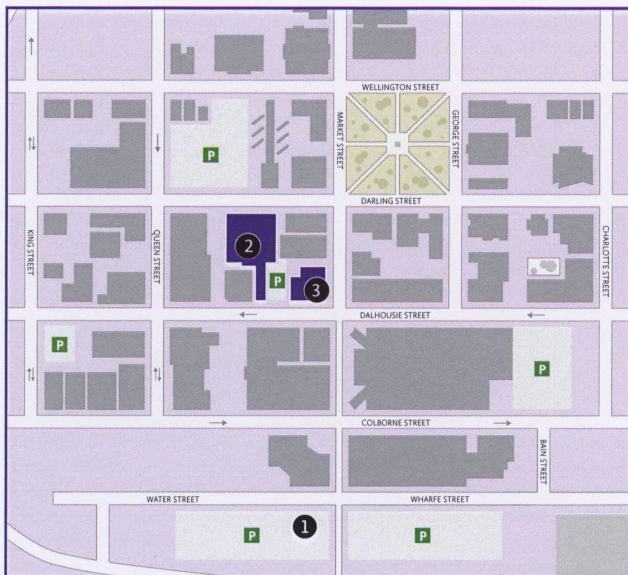 WELLINGTON STREET
MARKET STREET
GEORGE STREET
P
DARLING STREET
KING STREET
QUEEN STREET
2
P
3
CHARLOTTE STREET
DALHOUSIE STREET
P
P
COLBORNE STREET
BAIN STREET
WATER STREET
WHARFE STREET
1
P
P